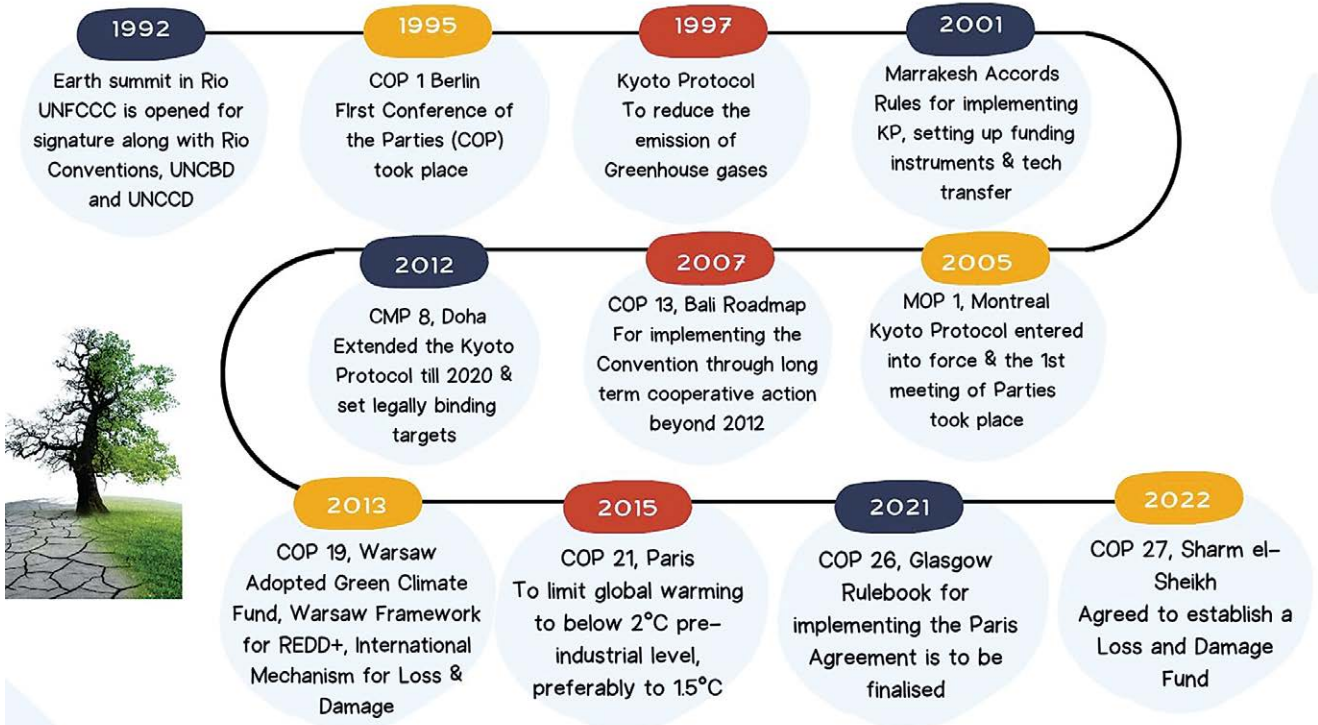 1992
Earth summit in Rio
UNFCCC is opened for
signature along with Rio
Conventions, UNCBD
and UNCCD
1995
COP 1 Berlin
FIrst Conference of
the Parties (COP)
took place
1997
Kyoto Protocol
To reduce the
emission of
Greenhouse gases
2001
Marrakesh Accords
Rules for implementing
KP, setting up funding
instruments & tech
transfer
2005
MOP 1, Montreal
Kyoto Protocol entered
into force & the 1st
meeting of Parties
took place
2007
COP 13, Bali Roadmap
For implementing the
Convention through long
term cooperative action
beyond 2012
2012
CMP 8, Doha
Extended the Kyoto
Protocol till 2020 &
set legally binding
targets
2013
COP 19, Warsaw
Adopted Green Climate
Fund, Warsaw Framework
for REDD+, International
Mechanism for Loss &
Damage
2015
COP 21, Paris
To limit global warming
to below 2°C pre-
industrial level,
preferably to 1.5°C
2021
COP 26, Glasgow
Rulebook for
implementing the Paris
Agreement is to be
finalised
2022
COP 27, Sharm el-
Sheikh
Agreed to establish a
Loss and Damage
Fund